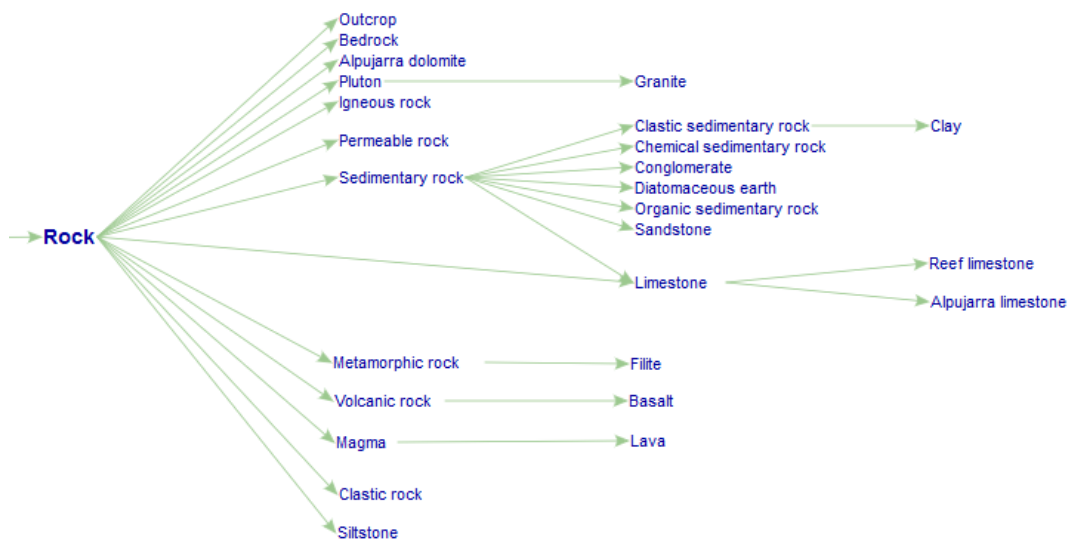 Outcrop
Bedrock
Alpujarra dolomite
Pluton
Granite
Igneous rock
Clastic sedimentary rock
Clay
Permeable rock
Chemical sedimentary rock
Conglomerate
Sedimentary rock
Diatomaceous earth
Organic sedimentary rock
Sandstone
Rock
Reef limestone
Limestone
Alpujarra limestone
Metamorphic rock
Filite
Volcanic rock
Basalt
Magma
Lava
Clastic rock
Siltstone